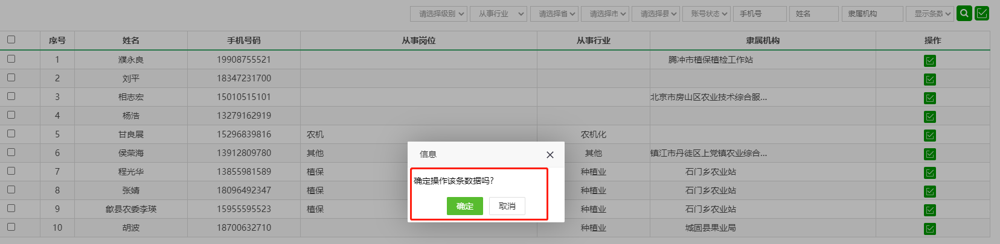 请选择级别 从事行业 请选择省 请选择市 请选择县 账号状态 手机号 姓名 隶属机构 显示条数
序号 姓名 手机号码 从事岗位 从事行业 隶属机构 操作
1 濮永良 19908755521 腾冲市植保植检工作站
2 刘平 18347231700
3 相志宏 15010515101 北京市房山区农业技术综合服...
4 杨浩 13279162919
5 甘良展 15296839816 农机 农机化
6 侯荣海 13912809780 其他 其他 镇江市丹徒区上党镇农业综合...
7 程光华 13855981589 植保 种植业 石门乡农业站
8 张婧 18096492347 植保 种植业 石门乡农业站
9 歙县农委李瑛 15955595523 植保 种植业 石门乡农业站
10 胡波 18700632710 种植业 城固县果业局
信息
确定操作该条数据吗?
确定 取消